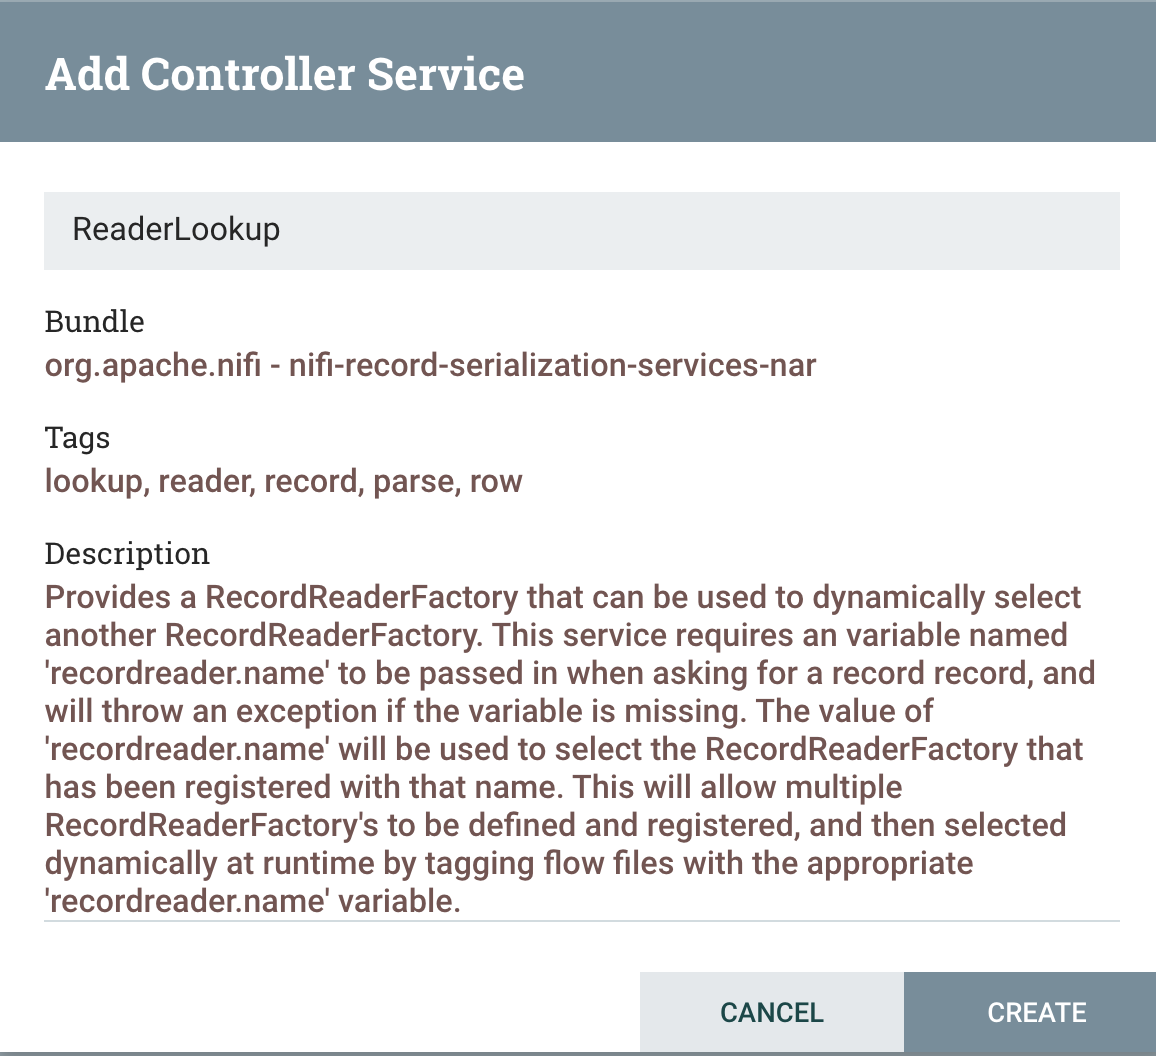 Add Controller Service
ReaderLookup
Bundle
org.apache.nifi - nifi-record-serialization-services-nar
Tags
lookup, reader, record, parse, row
Description
Provides a RecordReaderFactory that can be used to dynamically select
another RecordReaderFactory. This service requires an variable named
'recordreader.name' to be passed in when asking for a record record, and
will throw an exception if the variable is missing. The value of
'recordreader.name' will be used to select the RecordReaderFactory that
has been registered with that name. This will allow multiple
RecordReaderFactory's to be defined and registered, and then selected
dynamically at runtime by tagging flow files with the appropriate
'recordreader.name' variable.
CANCEL CREATE